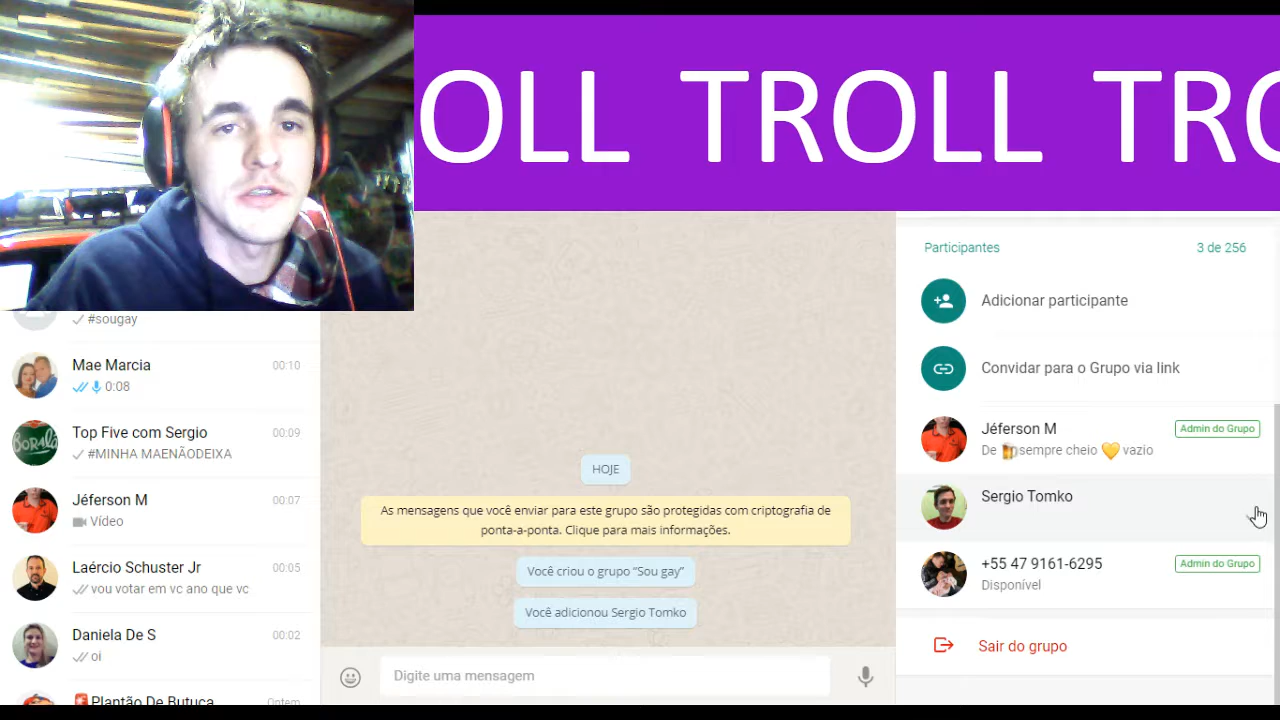 OLL TROLL TRO
#sougay
Mae Marcia 00:10
0:08
Top Five com Sergio 00:09
#MINHA MAENÃODEIXA
Jéferson M 00:07
Vídeo
Laércio Schuster Jr 00:05
vou votar em vc ano que vc
Daniela De S 00:02
oi
Plantão De Butuca Ontem
BORALÁ
HOJE
As mensagens que você enviar para este grupo são protegidas com criptografia de
ponta-a-ponta. Clique para mais informações.
Você criou o grupo “Sou gay”
Você adicionou Sergio Tomko
Digite uma mensagem
Participantes 3 de 256
Adicionar participante
Convidar para o Grupo via link
Jéferson M Admin do Grupo
De 🍺sempre cheio 💛 vazio
Sergio Tomko
+55 47 9161-6295 Admin do Grupo
Disponível
Sair do grupo